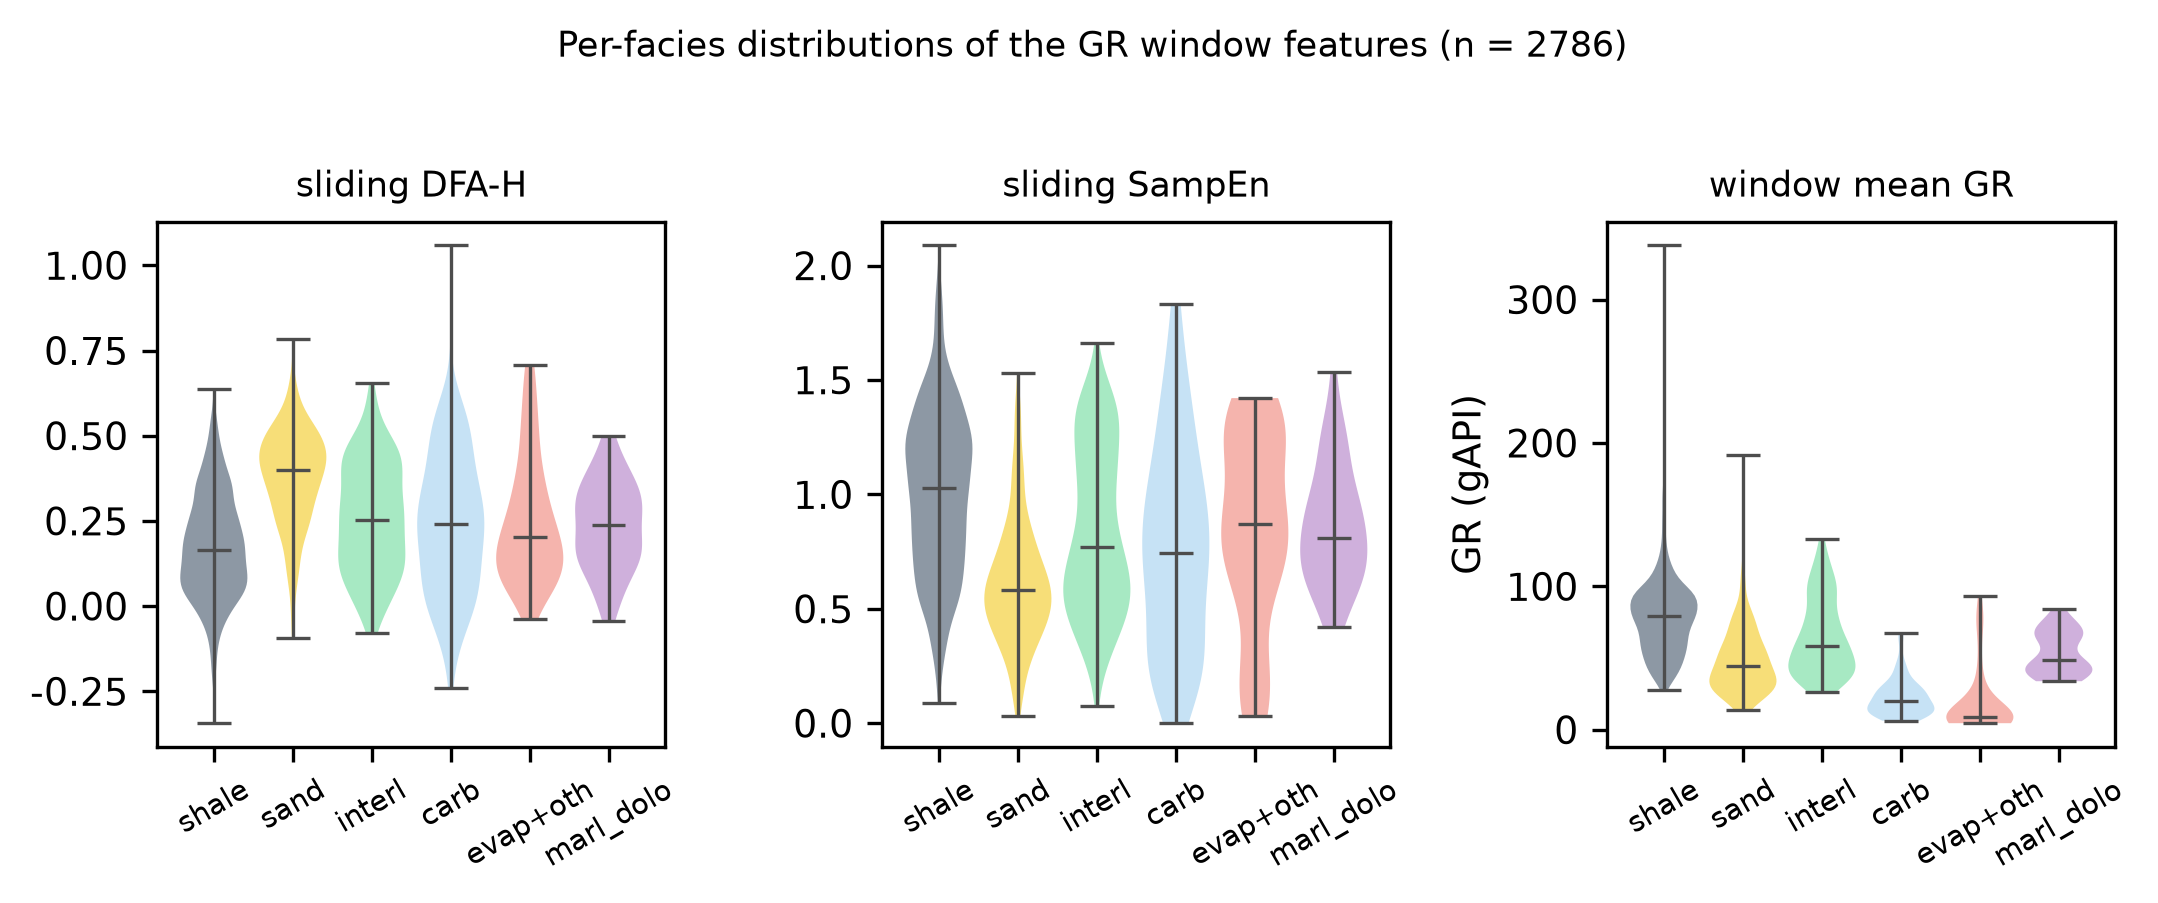 Per-facies distributions of the GR window features (n = 2786)
sliding DFA-H
1.00
0.75
0.50
0.25
0.00
-0.25
shale
sand
interl
carb
evap+oth
marl_dolo
sliding SampEn
2.0
1.5
1.0
0.5
0.0
shale
sand
interl
carb
evap+oth
marl_dolo
window mean GR
GR (gAPI)
300
200
100
0
shale
sand
interl
carb
evap+oth
marl_dolo